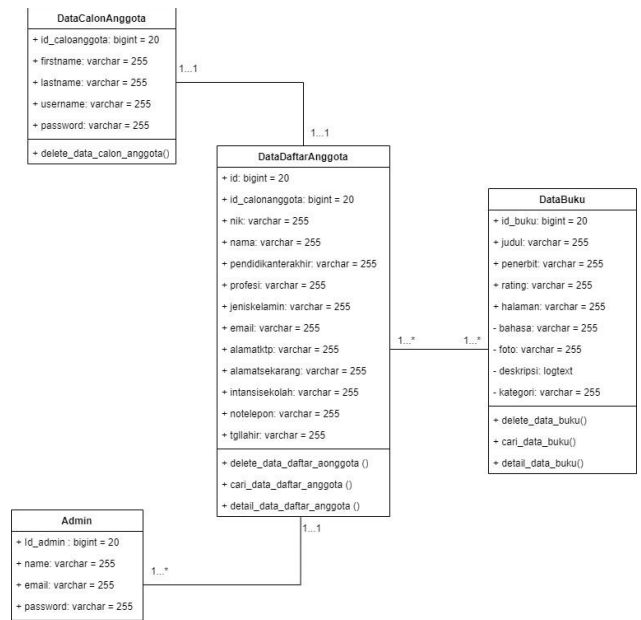 DataCalonAnggota
+ id_caloanggota: bigint = 20
+ firstname: varchar = 255
+ lastname: varchar = 255
+ username: varchar = 255
+ password: varchar = 255
+ delete_data_calon_anggota()
1...1
1...1
DataDaftarAnggota
+ id: bigint = 20
+ id_calonanggota: bigint = 20
+ nik: varchar = 255
+ nama: varchar = 255
+ pendidikanterakhir: varchar = 255
+ profesi: varchar = 255
+ jeniskelamin: varchar = 255
+ email: varchar = 255
+ alamatktp: varchar = 255
+ alamatsekarang: varchar = 255
+ intansisekolah: varchar = 255
+ notelepon: varchar = 255
+ tgllahir: varchar = 255
+ delete_data_daftar_aonggota ()
+ cari_data_daftar_anggota ()
+ detail_data_daftar_anggota ()
1...*
1...*
DataBuku
+ id_buku: bigint = 20
+ judul: varchar = 255
+ penerbit: varchar = 255
+ rating: varchar = 255
+ halaman: varchar = 255
- bahasa: varchar = 255
- foto: varchar = 255
- deskripsi: logtext
- kategori: varchar = 255
+ delete_data_buku()
+ cari_data_buku()
+ detail_data_buku()
1...1
1...*
Admin
+ Id_admin : bigint = 20
+ name: varchar = 255
+ email: varchar = 255
+ password: varchar = 255